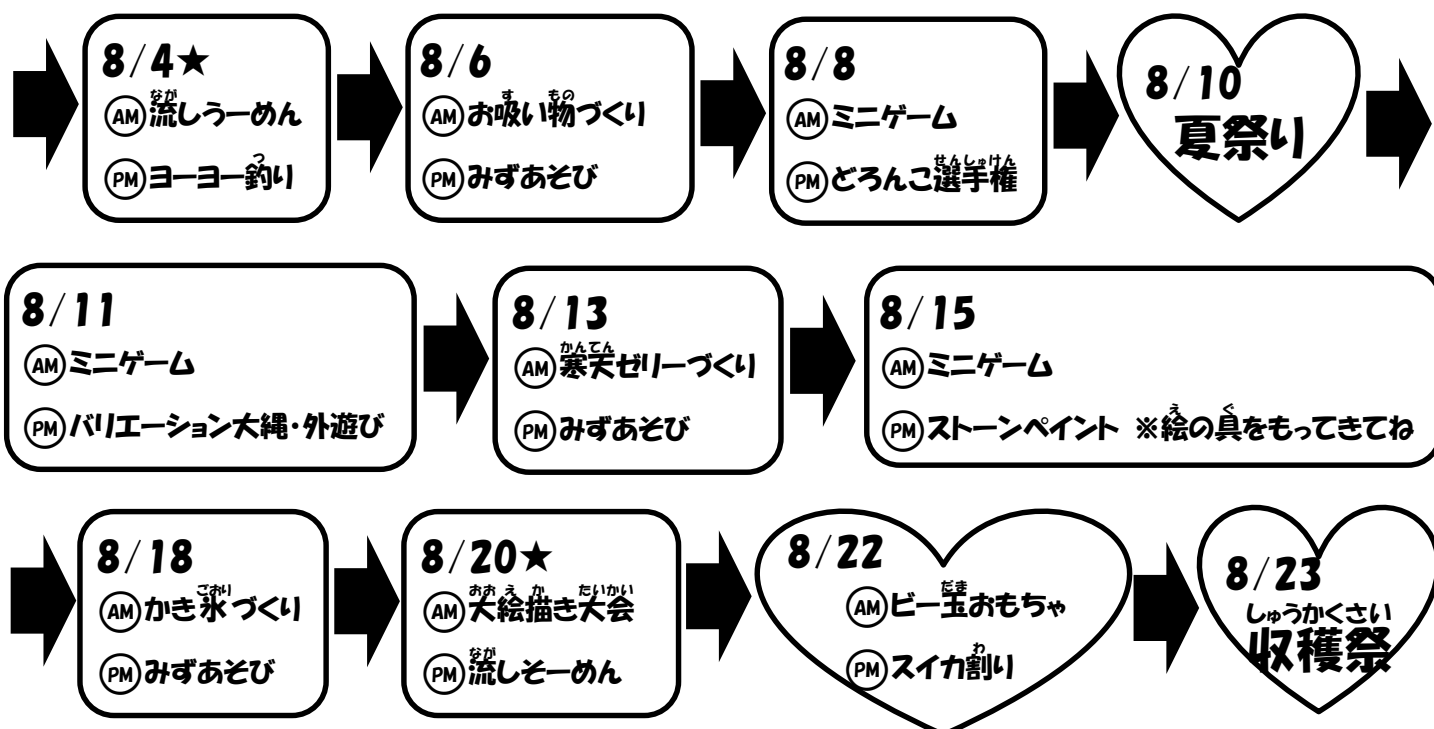 8/4★
AM 流しうーめん
PM ヨーヨー釣り
8/6
AM お吸い物づくり
PM みずあそび
8/8
AM ミニゲーム
PM どろんこ選手権
8/10
夏祭り
8/11
AM ミニゲーム
PM バリエーション大縄・外遊び
8/13
AM 寒天ゼリーづくり
PM みずあそび
8/15
AM ミニゲーム
PM ストーンペイント ※絵の具をもってきてね
8/18
AM かき氷づくり
PM みずあそび
8/20★
AM 大絵描き大会
PM 流しそーめん
8/22
AM ビー玉おもちゃ
PM スイカ割り
8/23
しゅうかくさい
収穫祭